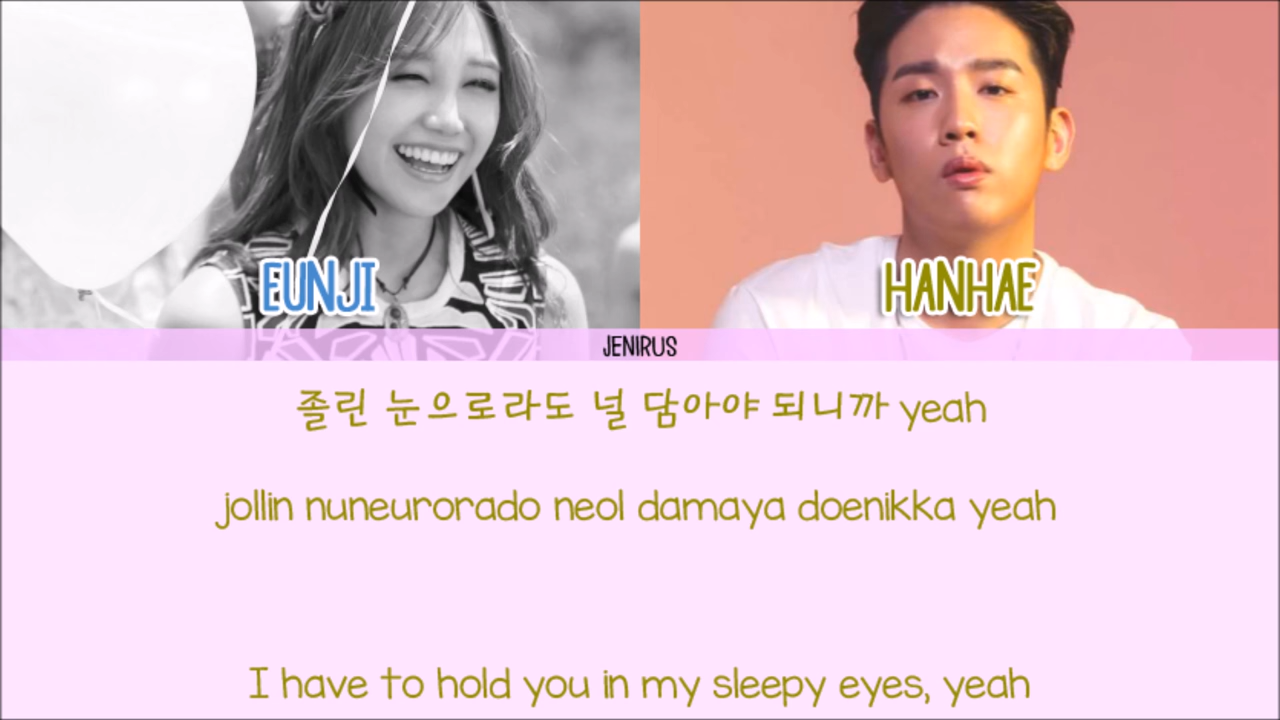 EUNJI
HANHAE
JENIRUS
졸린 눈으로라도 널 담아야 되니까 yeah
jollin nuneurorado neol damaya doenikka yeah
I have to hold you in my sleepy eyes, yeah